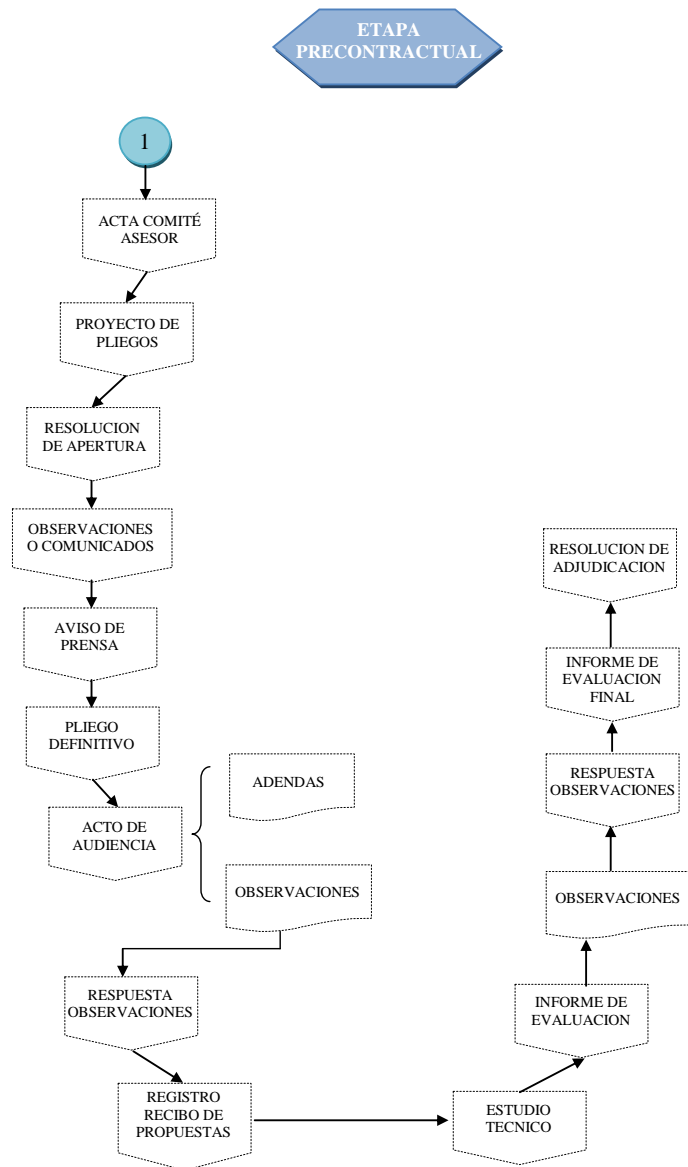 ETAPA
PRECONTRACTUAL
1
ACTA COMITÉ
ASESOR
PROYECTO DE
PLIEGOS
RESOLUCION
DE APERTURA
OBSERVACIONES
O COMUNICADOS
AVISO DE
PRENSA
PLIEGO
DEFINITIVO
ACTO DE
AUDIENCIA
ADENDAS
OBSERVACIONES
RESPUESTA
OBSERVACIONES
REGISTRO
RECIBO DE
PROPUESTAS
ESTUDIO
TECNICO
INFORME DE
EVALUACION
OBSERVACIONES
RESPUESTA
OBSERVACIONES
INFORME DE
EVALUACION
FINAL
RESOLUCION DE
ADJUDICACION